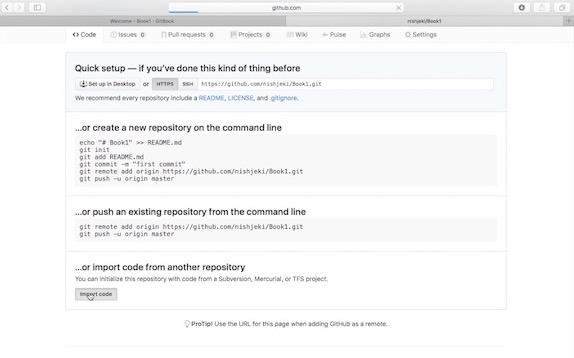 github.com
Welcome - Book1 · GitBook
nishjeki/Book1
Code Issues 0 Pull requests 0 Projects 0 Wiki Pulse Graphs Settings
Quick setup — if you've done this kind of thing before
Set up in Desktop or HTTPS SSH https://github.com/nishjeki/Book1.git
We recommend every repository include a README, LICENSE, and .gitignore.
…or create a new repository on the command line
echo "# Book1" >> README.md
git init
git add README.md
git commit -m "first commit"
git remote add origin https://github.com/nishjeki/Book1.git
git push -u origin master
…or push an existing repository from the command line
git remote add origin https://github.com/nishjeki/Book1.git
git push -u origin master
…or import code from another repository
You can initialize this repository with code from a Subversion, Mercurial, or TFS project.
Import code
ProTip! Use the URL for this page when adding GitHub as a remote.